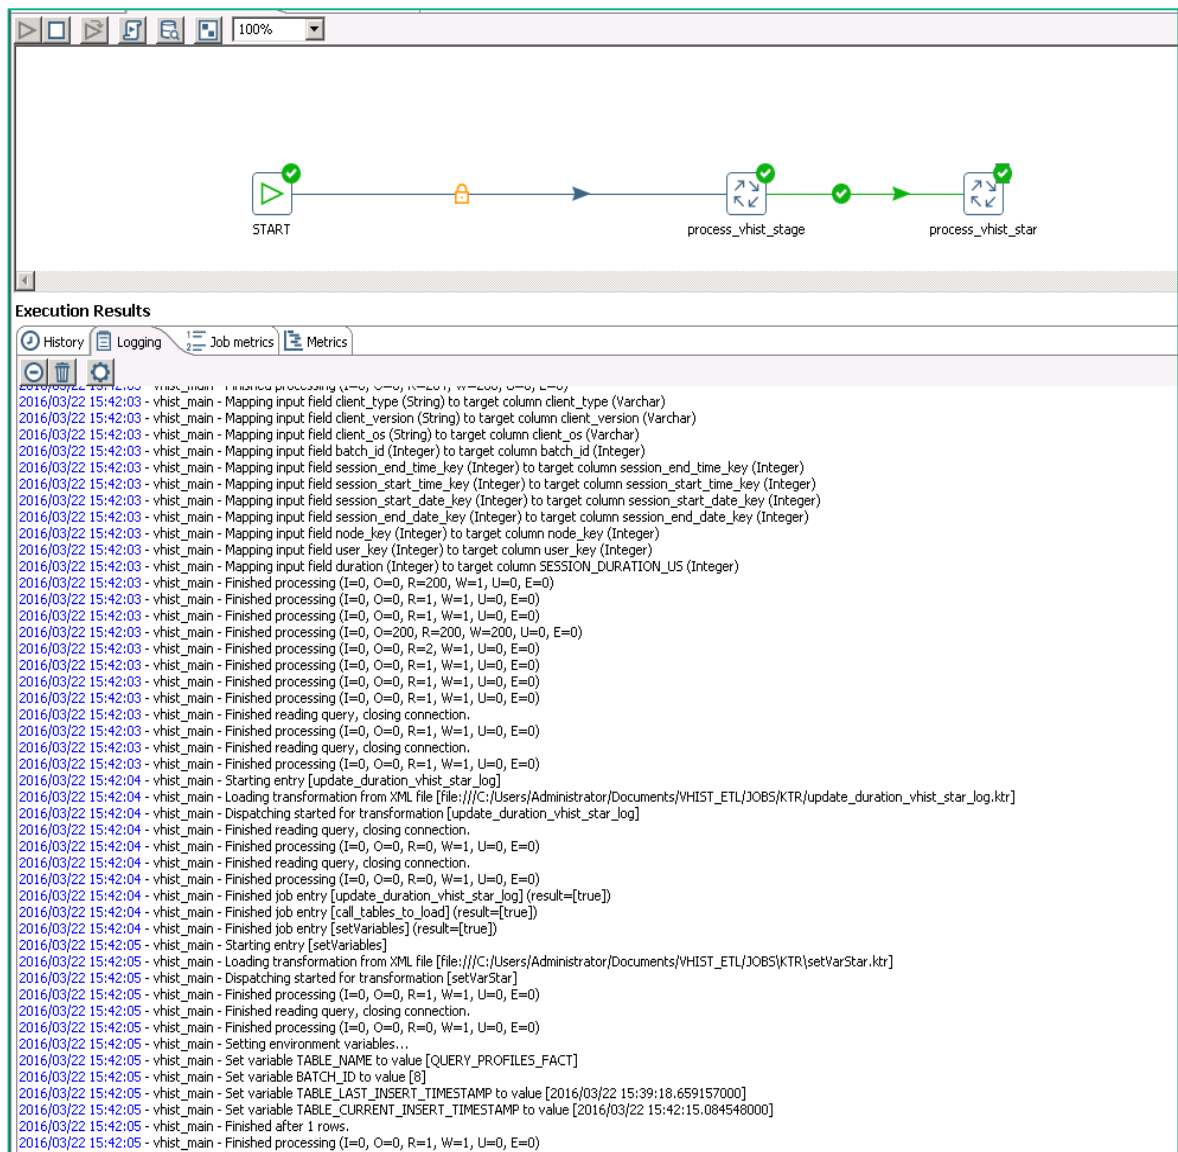 100%
START
process_vhist_stage
process_vhist_star
Execution Results
History Logging Job metrics Metrics
2016/03/22 15:42:03 - vhist_main - Finished processing (I=0, O=0, R=201, W=200, U=0, E=0)
2016/03/22 15:42:03 - vhist_main - Mapping input field client_type (String) to target column client_type (Varchar)
2016/03/22 15:42:03 - vhist_main - Mapping input field client_version (String) to target column client_version (Varchar)
2016/03/22 15:42:03 - vhist_main - Mapping input field client_os (String) to target column client_os (Varchar)
2016/03/22 15:42:03 - vhist_main - Mapping input field batch_id (Integer) to target column batch_id (Integer)
2016/03/22 15:42:03 - vhist_main - Mapping input field session_end_time_key (Integer) to target column session_end_time_key (Integer)
2016/03/22 15:42:03 - vhist_main - Mapping input field session_start_time_key (Integer) to target column session_start_time_key (Integer)
2016/03/22 15:42:03 - vhist_main - Mapping input field session_start_date_key (Integer) to target column session_start_date_key (Integer)
2016/03/22 15:42:03 - vhist_main - Mapping input field session_end_date_key (Integer) to target column session_end_date_key (Integer)
2016/03/22 15:42:03 - vhist_main - Mapping input field node_key (Integer) to target column node_key (Integer)
2016/03/22 15:42:03 - vhist_main - Mapping input field user_key (Integer) to target column user_key (Integer)
2016/03/22 15:42:03 - vhist_main - Mapping input field duration (Integer) to target column SESSION_DURATION_US (Integer)
2016/03/22 15:42:03 - vhist_main - Finished processing (I=0, O=0, R=200, W=1, U=0, E=0)
2016/03/22 15:42:03 - vhist_main - Finished processing (I=0, O=0, R=1, W=1, U=0, E=0)
2016/03/22 15:42:03 - vhist_main - Finished processing (I=0, O=0, R=1, W=1, U=0, E=0)
2016/03/22 15:42:03 - vhist_main - Finished processing (I=0, O=200, R=200, W=200, U=0, E=0)
2016/03/22 15:42:03 - vhist_main - Finished processing (I=0, O=0, R=2, W=1, U=0, E=0)
2016/03/22 15:42:03 - vhist_main - Finished processing (I=0, O=0, R=1, W=1, U=0, E=0)
2016/03/22 15:42:03 - vhist_main - Finished processing (I=0, O=0, R=1, W=1, U=0, E=0)
2016/03/22 15:42:03 - vhist_main - Finished processing (I=0, O=0, R=1, W=1, U=0, E=0)
2016/03/22 15:42:03 - vhist_main - Finished reading query, closing connection.
2016/03/22 15:42:03 - vhist_main - Finished processing (I=0, O=0, R=1, W=1, U=0, E=0)
2016/03/22 15:42:03 - vhist_main - Finished reading query, closing connection.
2016/03/22 15:42:03 - vhist_main - Finished processing (I=0, O=0, R=1, W=1, U=0, E=0)
2016/03/22 15:42:04 - vhist_main - Starting entry [update_duration_vhist_star_log]
2016/03/22 15:42:04 - vhist_main - Loading transformation from XML file [file:///C:/Users/Administrator/Documents/VHIST_ETL/JOBS/KTR/update_duration_vhist_star_log.ktr]
2016/03/22 15:42:04 - vhist_main - Dispatching started for transformation [update_duration_vhist_star_log]
2016/03/22 15:42:04 - vhist_main - Finished reading query, closing connection.
2016/03/22 15:42:04 - vhist_main - Finished processing (I=0, O=0, R=0, W=1, U=0, E=0)
2016/03/22 15:42:04 - vhist_main - Finished reading query, closing connection.
2016/03/22 15:42:04 - vhist_main - Finished processing (I=0, O=0, R=0, W=1, U=0, E=0)
2016/03/22 15:42:04 - vhist_main - Finished job entry [update_duration_vhist_star_log] (result=[true])
2016/03/22 15:42:04 - vhist_main - Finished job entry [call_tables_to_load] (result=[true])
2016/03/22 15:42:04 - vhist_main - Finished job entry [setVariables] (result=[true])
2016/03/22 15:42:05 - vhist_main - Starting entry [setVariables]
2016/03/22 15:42:05 - vhist_main - Loading transformation from XML file [file:///C:/Users/Administrator/Documents/VHIST_ETL/JOBS\KTR\setVarStar.ktr]
2016/03/22 15:42:05 - vhist_main - Dispatching started for transformation [setVarStar]
2016/03/22 15:42:05 - vhist_main - Finished processing (I=0, O=0, R=1, W=1, U=0, E=0)
2016/03/22 15:42:05 - vhist_main - Finished reading query, closing connection.
2016/03/22 15:42:05 - vhist_main - Finished processing (I=0, O=0, R=0, W=1, U=0, E=0)
2016/03/22 15:42:05 - vhist_main - Setting environment variables...
2016/03/22 15:42:05 - vhist_main - Set variable TABLE_NAME to value [QUERY_PROFILES_FACT]
2016/03/22 15:42:05 - vhist_main - Set variable BATCH_ID to value [8]
2016/03/22 15:42:05 - vhist_main - Set variable TABLE_LAST_INSERT_TIMESTAMP to value [2016/03/22 15:39:18.659157000]
2016/03/22 15:42:05 - vhist_main - Set variable TABLE_CURRENT_INSERT_TIMESTAMP to value [2016/03/22 15:42:15.084548000]
2016/03/22 15:42:05 - vhist_main - Finished after 1 rows.
2016/03/22 15:42:05 - vhist_main - Finished processing (I=0, O=0, R=1, W=1, U=0, E=0)